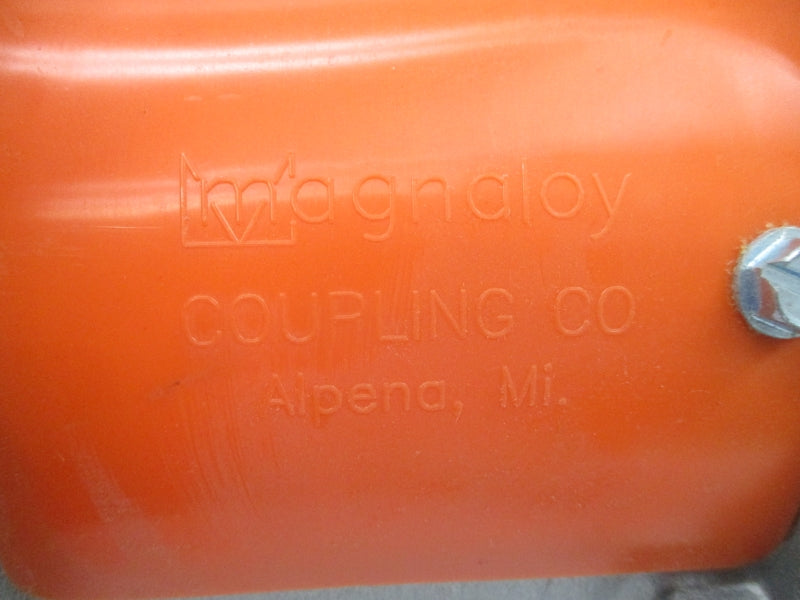 magnaloy
COUPLING CO
Alpena, Mi.